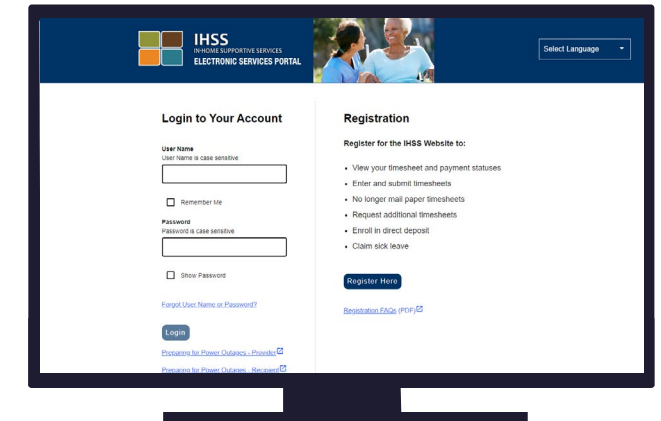 IHSS
IN-HOME SUPPORTIVE SERVICES
ELECTRONIC SERVICES PORTAL
Select Language
Login to Your Account
User Name
User Name is case sensitive
Remember Me
Password
Password is case sensitive
Show Password
Forgot User Name or Password?
Login
Preparing for Power Outages - Provider
Preparing for Power Outages - Recipient
Registration
Register for the IHSS Website to:
• View your timesheet and payment statuses
• Enter and submit timesheets
• No longer mail paper timesheets
• Request additional timesheets
• Enroll in direct deposit
• Claim sick leave
Register Here
Registration FAQs (PDF)